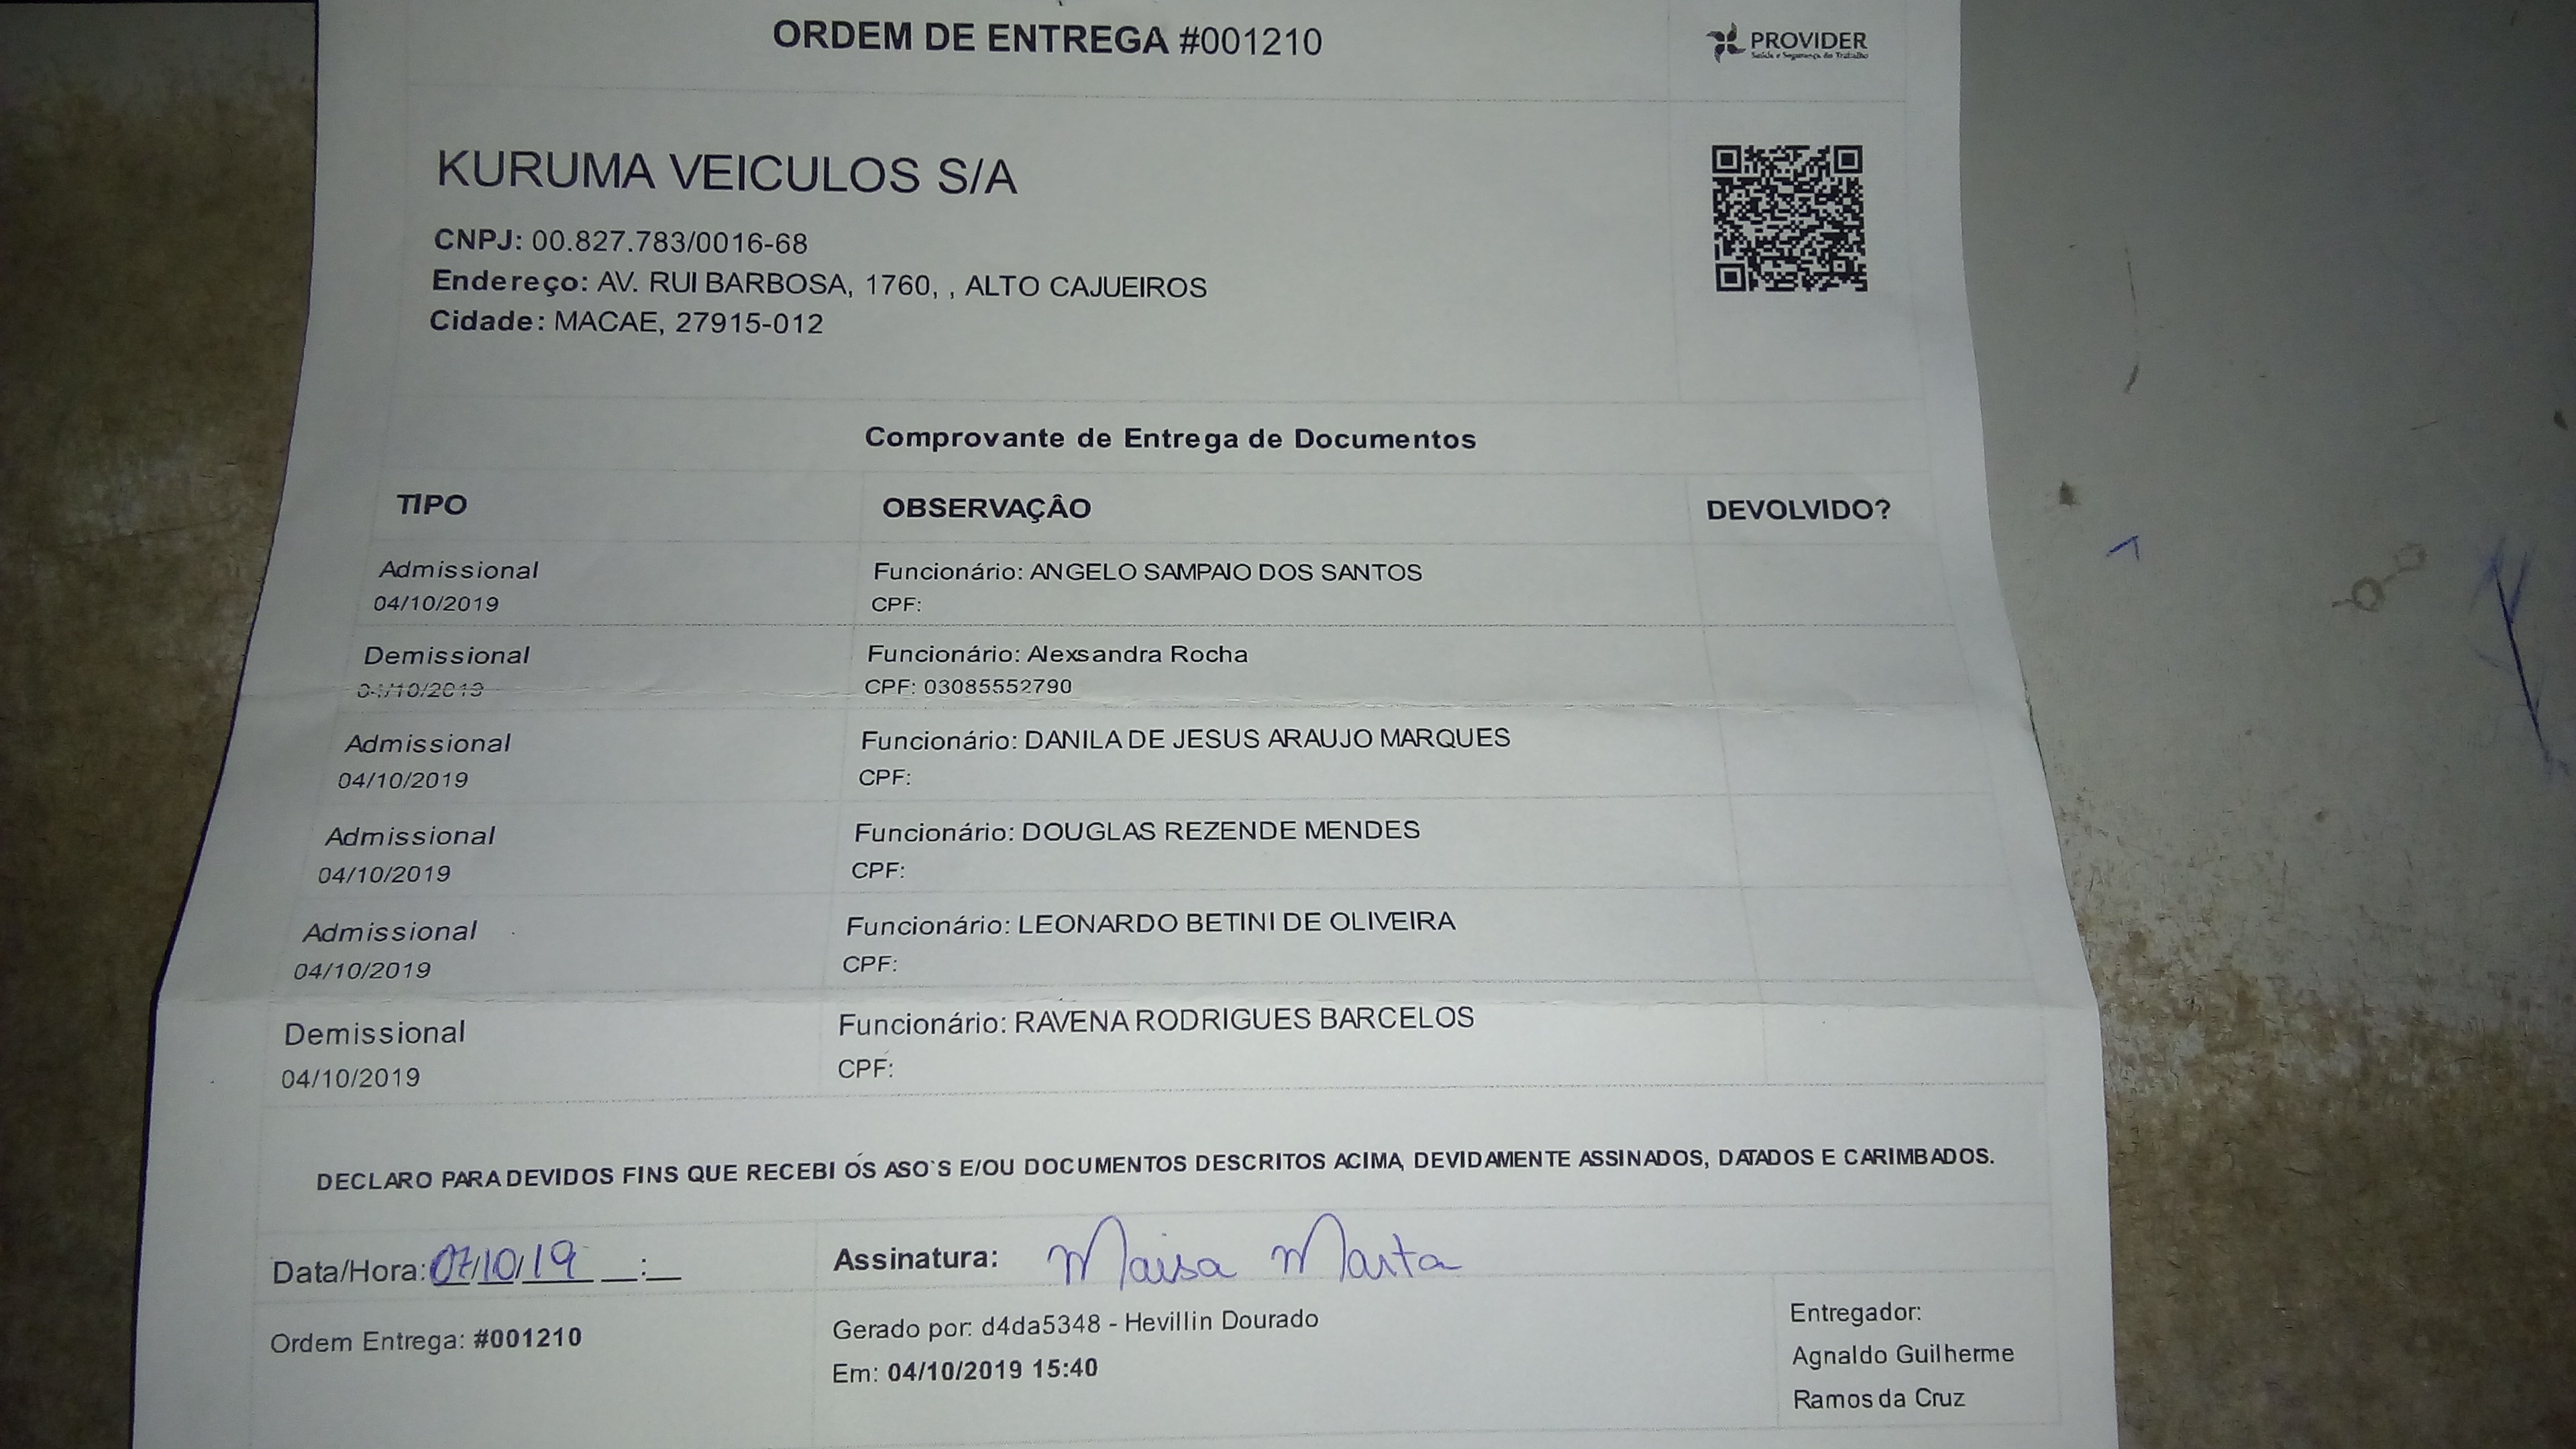 ORDEM DE ENTREGA #001210
PROVIDER
Saúde e Segurança do Trabalho
KURUMA VEICULOS S/A
CNPJ: 00.827.783/0016-68
Endereço: AV. RUI BARBOSA, 1760, , ALTO CAJUEIROS
Cidade: MACAE, 27915-012
Comprovante de Entrega de Documentos
TIPO OBSERVAÇÂO DEVOLVIDO?
Admissional Funcionário: ANGELO SAMPAIO DOS SANTOS
04/10/2019 CPF:
Demissional Funcionário: Alexsandra Rocha
04/10/2019 CPF: 03085552790
Admissional Funcionário: DANILA DE JESUS ARAUJO MARQUES
04/10/2019 CPF:
Admissional Funcionário: DOUGLAS REZENDE MENDES
04/10/2019 CPF:
Admissional Funcionário: LEONARDO BETINI DE OLIVEIRA
04/10/2019 CPF:
Demissional Funcionário: RAVENA RODRIGUES BARCELOS
04/10/2019 CPF:
DECLARO PARA DEVIDOS FINS QUE RECEBI OS ASO`S E/OU DOCUMENTOS DESCRITOS ACIMA, DEVIDAMENTE ASSINADOS, DATADOS E CARIMBADOS.
Data/Hora: 07/10/19 __:__ Assinatura: Maisa Marta
Ordem Entrega: #001210
Gerado por: d4da5348 - Hevillin Dourado
Em: 04/10/2019 15:40
Entregador:
Agnaldo Guilherme
Ramos da Cruz